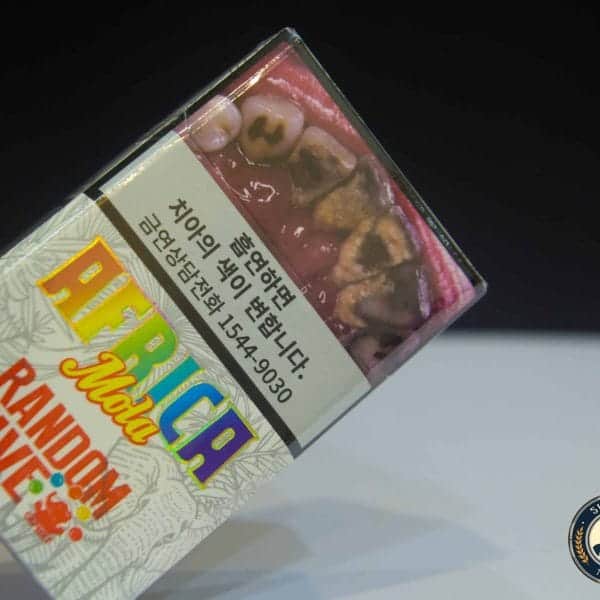 흡연하면
치아의 색이 변합니다.
금연상담전화 1544-9030
AFRICA
Mola
RANDOM